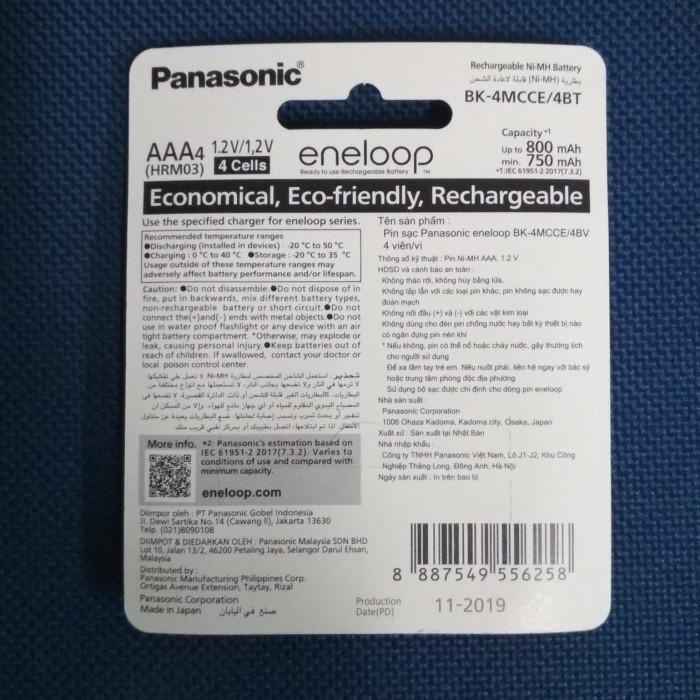 Panasonic®
Rechargeable Ni-MH Battery
بطارية (Ni-MH) قابلة لاعادة الشحن
BK-4MCCE/4BT
AAA4 1.2V/1,2V
(HRM03) 4 Cells
eneloop™
Ready to use Rechargeable Battery
Capacity*1
Up to 800 mAh
min. 750 mAh
*1:IEC 61951-2 2017(7.3.2)
Economical, Eco-friendly, Rechargeable
Use the specified charger for eneloop series.
Recommended temperature ranges
●Discharging (installed in devices) : -20 °C to 50 °C
●Charging : 0 °C to 40 °C ●Storage : -20 °C to 35 °C
Usage outside of these temperature ranges may
adversely affect battery performance and/or lifespan.
Caution: ●Do not disassemble.●Do not dispose of in
fire, put in backwards, mix different battery types,
non-rechargeable battery or short circuit.●Do not
connect the(+)and(-) ends with metal objects.●Do not
use in water proof flashlight or any device with an air
tight battery compartment. *Otherwise, may explode or
leak, causing personal injury.●Keep batteries out of
reach of children. If swallowed, contact your doctor or
local poison control center.
More info.
*2: Panasonic's estimation based on
IEC 61951-2 2017(7.3.2). Varies to
conditions of use and compared with
minimum capacity.
eneloop.com
Diimpor oleh : PT Panasonic Gobel Indonesia
Jl. Dewi Sartika No.14 (Cawang II), Jakarta 13630
Telp. (021)8090108
DIIMPOT & DIEDARKAN OLEH : Panasonic Malaysia SDN BHD
Lot 10, Jalan 13/2, 46200 Petaling Jaya, Selangor Darul Ehsan,
Malaysia
Distributed by :
Panasonic Manufacturing Philippines Corp.
Ortigas Avenue Extension, Taytay, Rizal
Panasonic Corporation
Made in Japan صنع في اليابان
Tên sản phẩm :
Pin sạc Panasonic eneloop BK-4MCCE/4BV
4 viên/vỉ
Thông số kỹ thuật : Pin Ni-MH AAA, 1.2 V
HDSD và cảnh báo an toàn :
Không tháo rời, không hủy bằng lửa,
Không lắp lẫn với các loại pin khác, pin không sạc được hay
đoản mạch
Không nối đầu (+) và (-) với các vật kim loại
Không dùng cho đèn pin chống nước hay bất kỳ thiết bị nào
có ngăn đựng pin nén khí
* Nếu không, pin có thể nổ hoặc chảy nước, gây thương tích
cho người sử dụng
Để xa tầm tay trẻ em. Nếu nuốt phải, liên hệ ngay với bác sỹ
hoặc trung tâm phòng độc địa phương
Sử dụng bộ sạc được chỉ định cho dòng pin eneloop
Nhà sản suất :
Panasonic Corporation
1006 Ohaza Kadoma, Kadoma city, Osaka, Japan
Xuất xứ : Sản xuất tại Nhật Bản
Nhà nhập khẩu :
Công ty TNHH Panasonic Việt Nam, Lô J1-J2, Khu Công
Nghiệp Thăng Long, Đông Anh, Hà Nội
Ngày sản xuất : In trên bao bì
8 887549 556258
Production
Date(PD)
11-2019